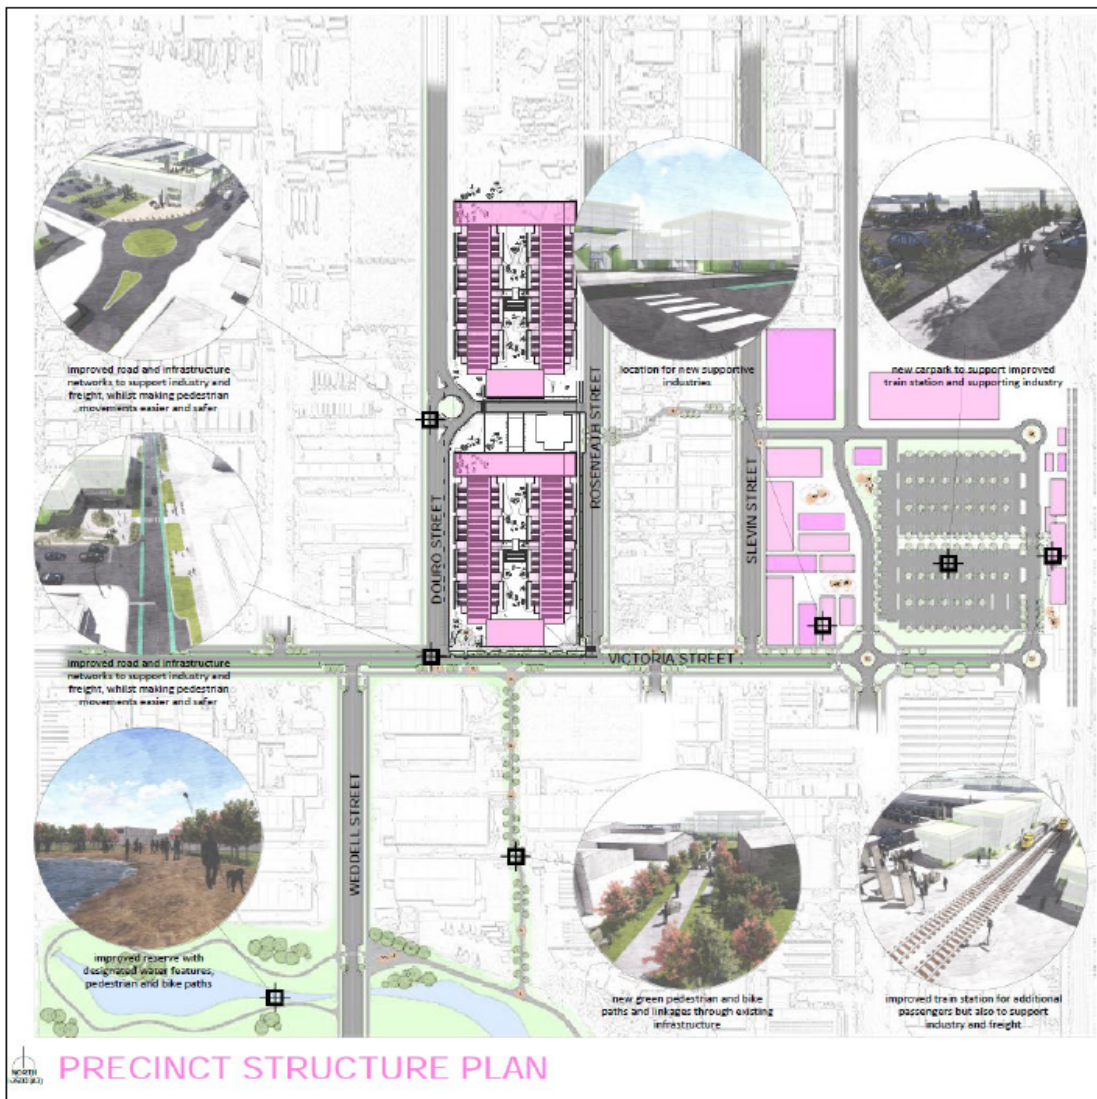 improved road and infrastructure
networks to support industry and
freight, whilst making pedestrian
movements easier and safer
location for new supportive
industries
new carpark to support improved
train station and supporting industry
ROSENEATH STREET
DOURO STREET
SLEVIN STREET
VICTORIA STREET
improved road and infrastructure
networks to support industry and
freight, whilst making pedestrian
movements easier and safer
WEDDELL STREET
improved reserve with
designated water features,
pedestrian and bike paths
new green pedestrian and bike
paths and linkages through existing
infrastructure
improved train station for additional
passengers but also to support
industry and freight
NORTH
PRECINCT STRUCTURE PLAN